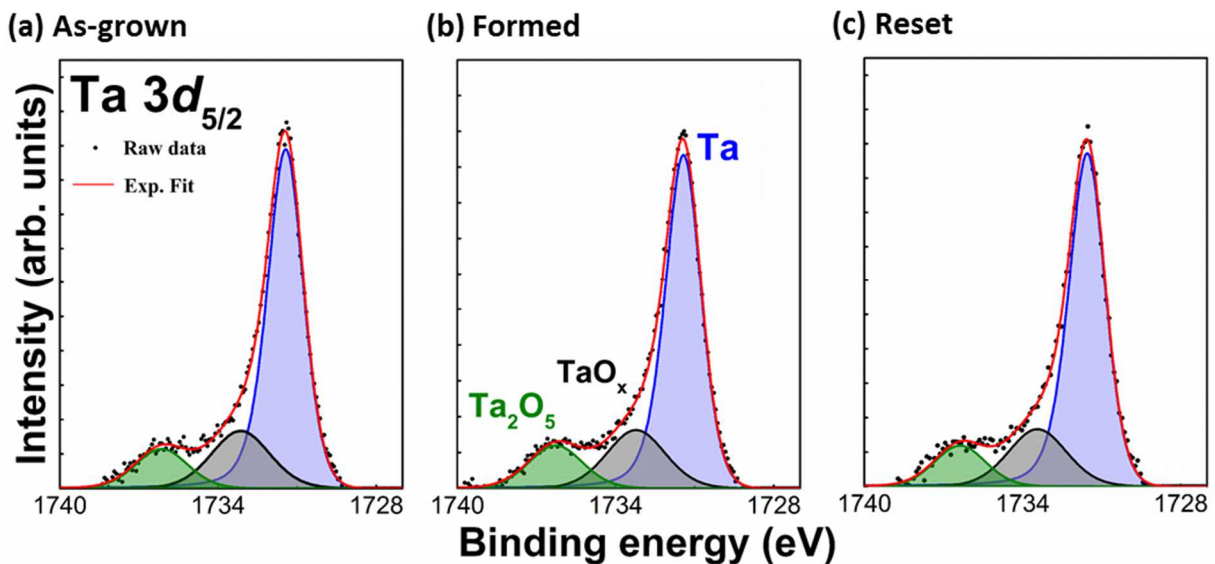 (a) As-grown
(b) Formed
(c) Reset
Intensity (arb. units)
Ta 3d5/2
Raw data
Exp. Fit
Ta
TaOx
Ta2O5
1740
1734
1728
1740
1734
1728
1740
1734
1728
Binding energy (eV)